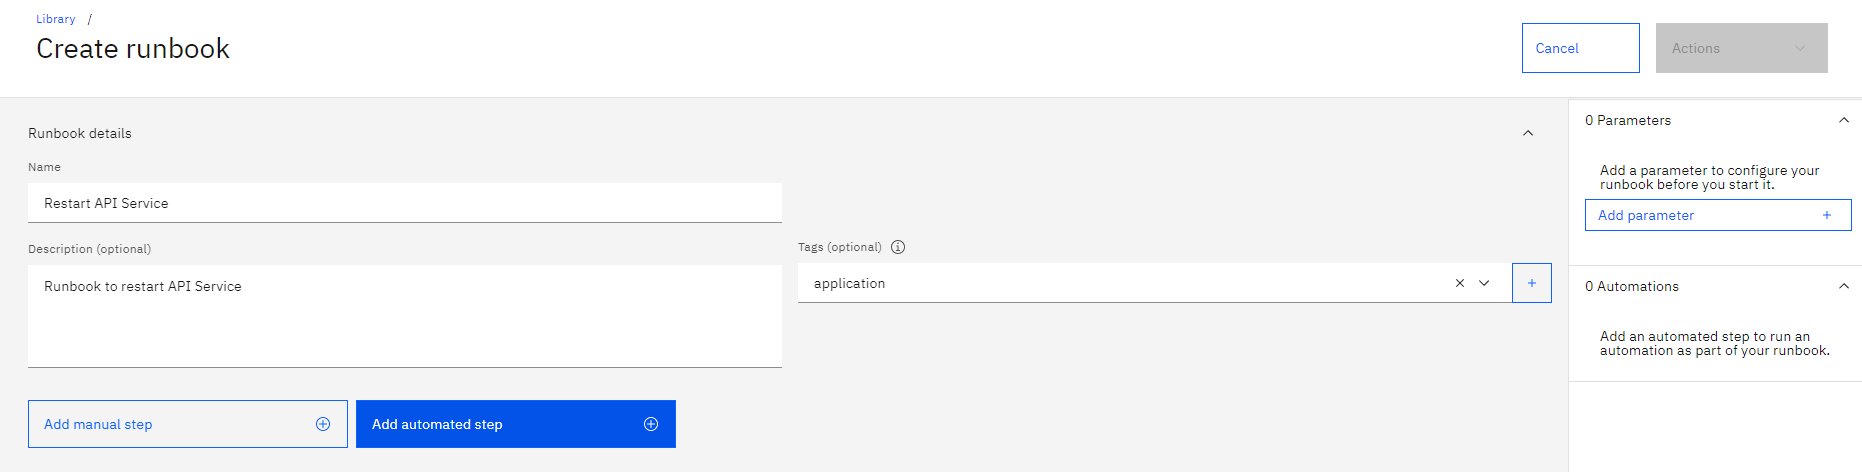 Library /
Create runbook
Cancel
Actions
Runbook details
Name
Restart API Service
Description (optional)
Runbook to restart API Service
Tags (optional)
application
Add manual step
Add automated step
0 Parameters
Add a parameter to configure your
runbook before you start it.
Add parameter
0 Automations
Add an automated step to run an
automation as part of your runbook.